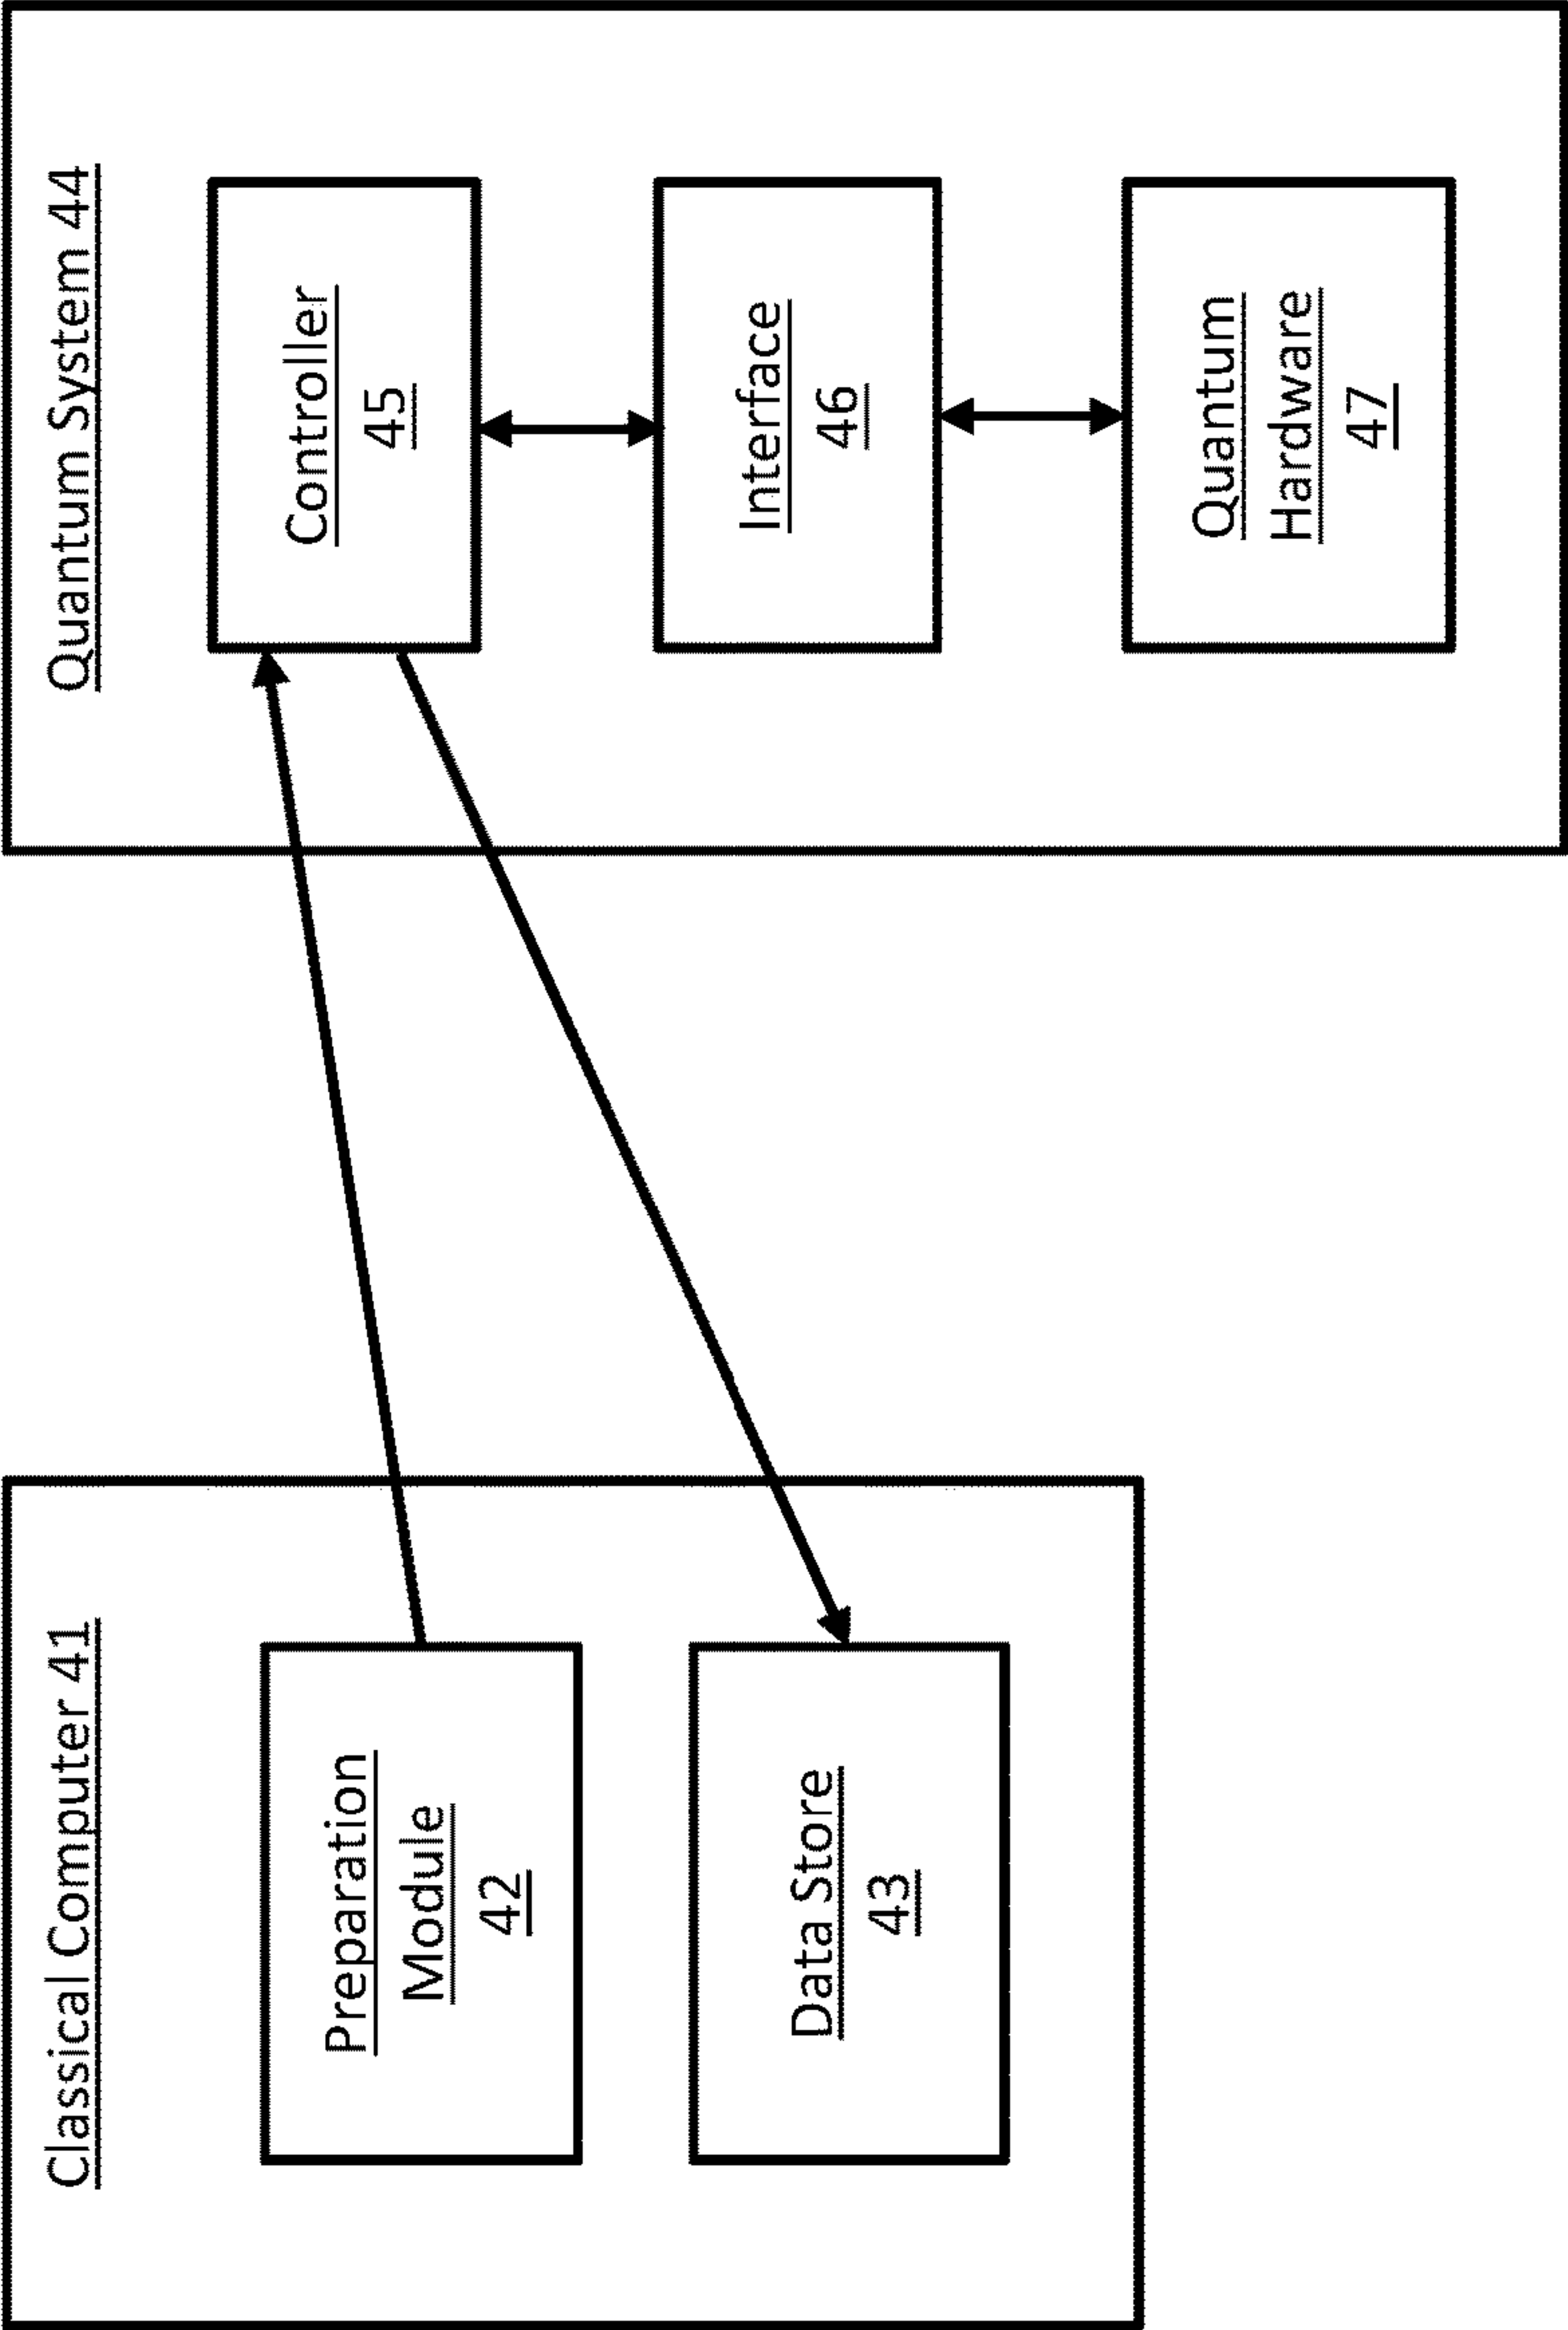 Classical Computer 41
Preparation
Module
42
Data Store
43
Quantum System 44
Controller
45
Interface
46
Quantum
Hardware
47